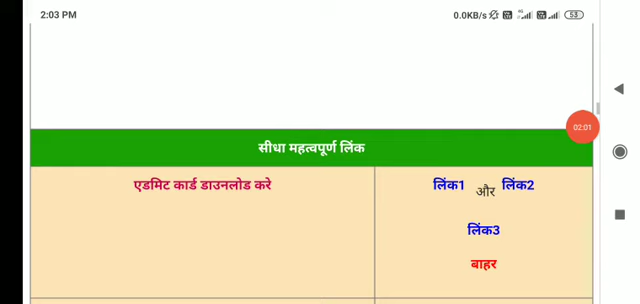 2:03 PM 0.0KB/s 53
02:01
सीधा महत्वपूर्ण लिंक
एडमिट कार्ड डाउनलोड करे लिंक1 और लिंक2
लिंक3
बाहर